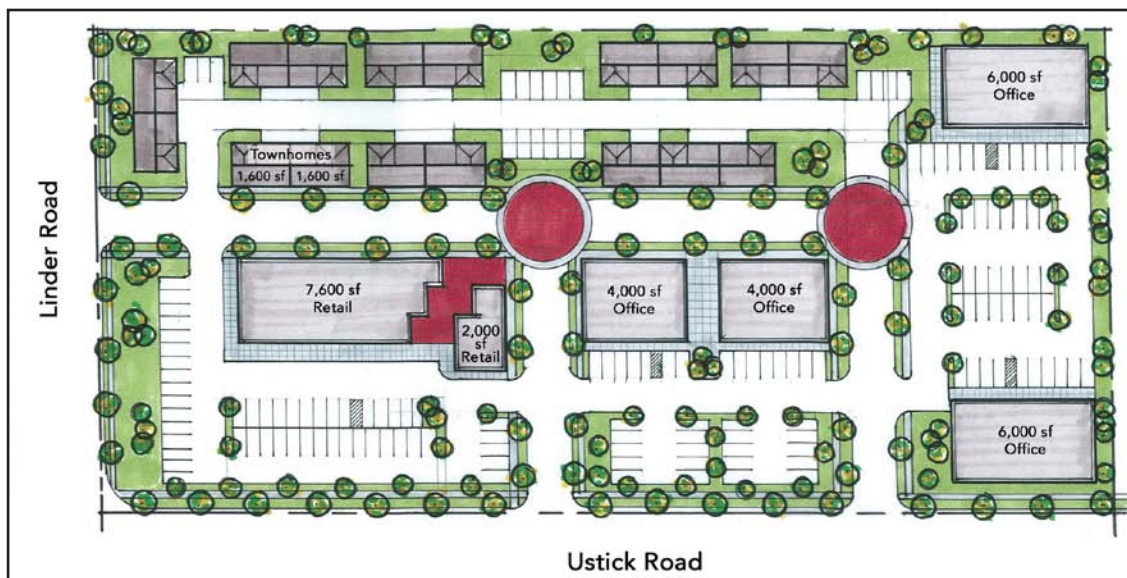 6,000 sf
Office
Townhomes
1,600 sf 1,600 sf
Linder Road
7,600 sf
Retail
2,000
sf
Retail
4,000 sf
Office
4,000 sf
Office
6,000 sf
Office
Ustick Road